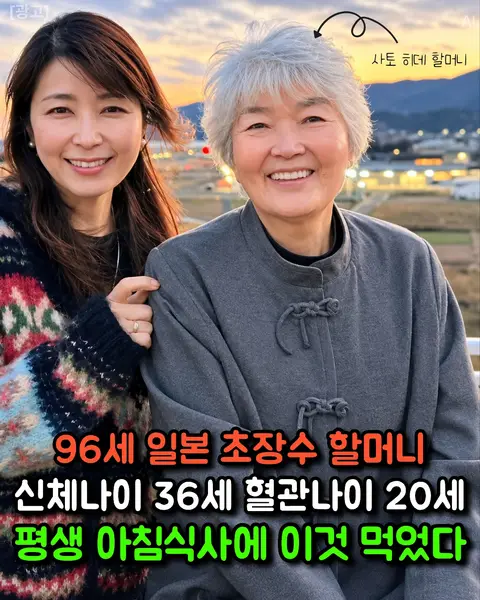 [광고]
AI
사토 히데 할머니
96세 일본 초장수 할머니
신체나이 36세 혈관나이 20세
평생 아침식사에 이것 먹었다